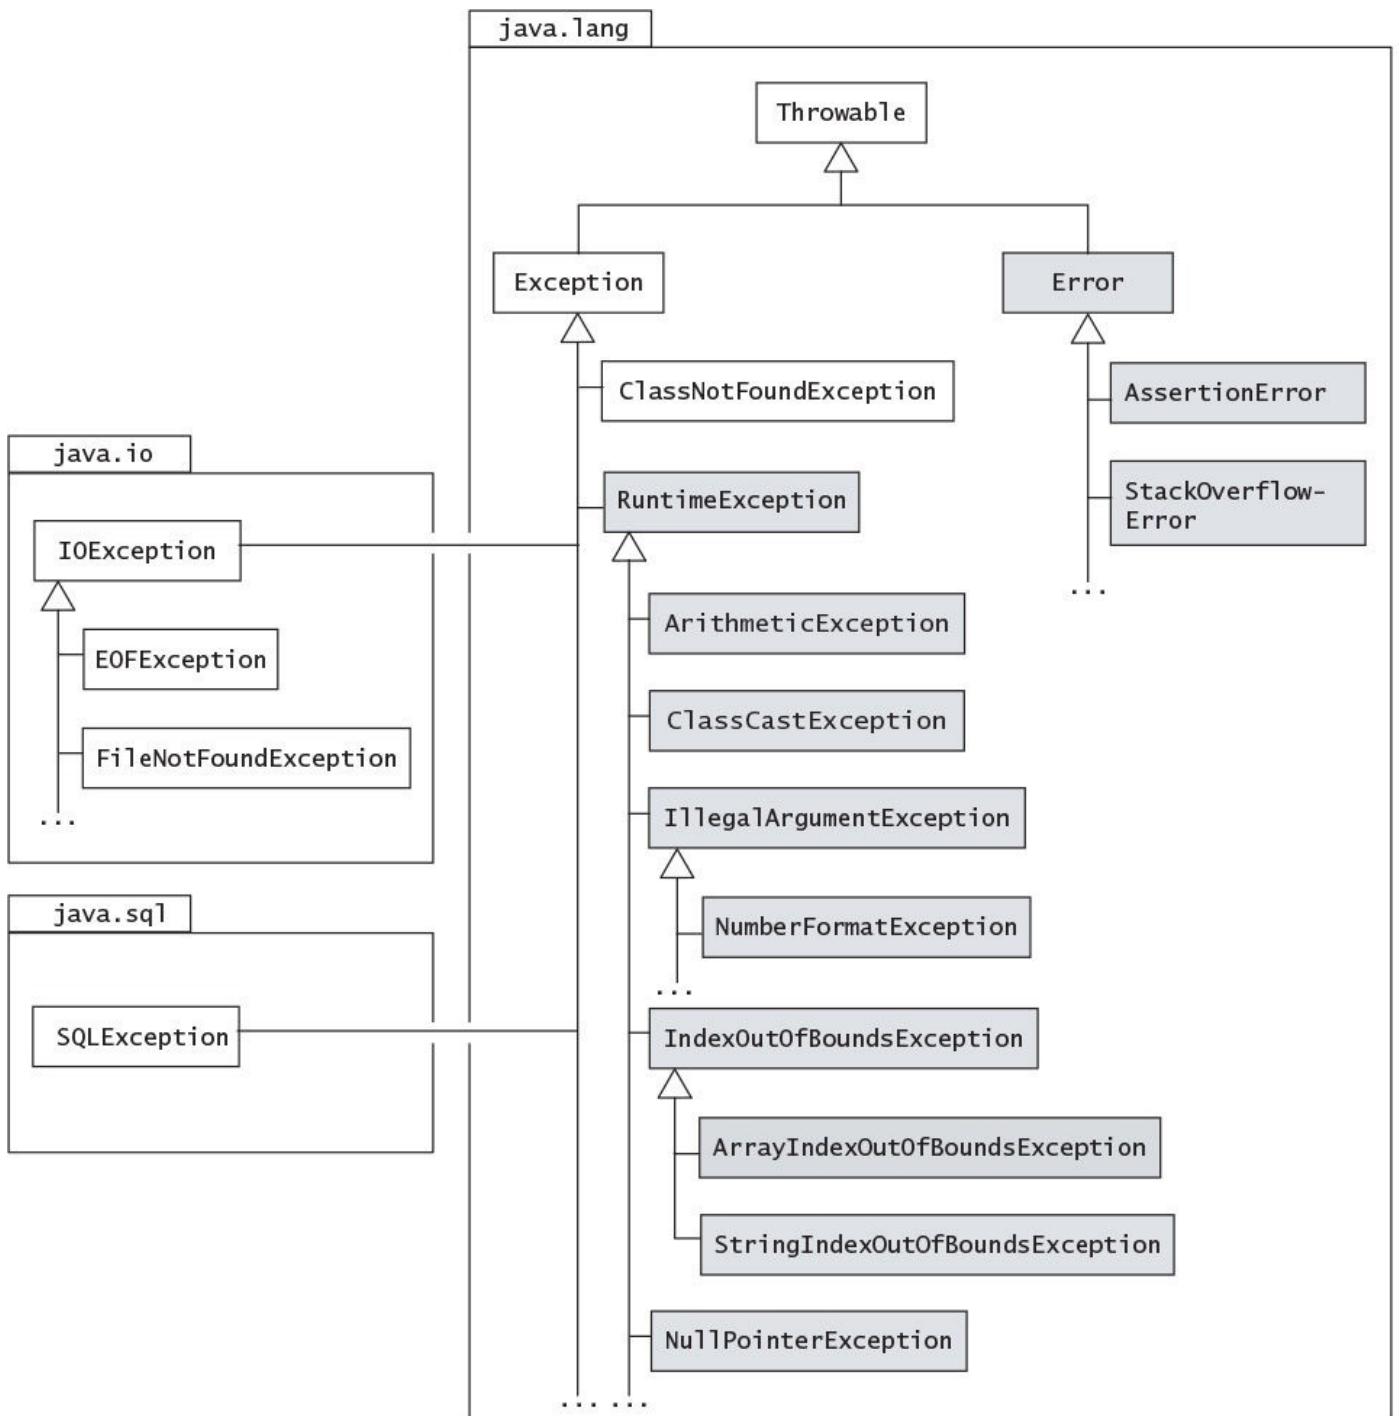 java.lang
Throwable
Exception
Error
ClassNotFoundException
AssertionError
java.io
RuntimeException
StackOverflow-
Error
IOException
...
ArithmeticException
EOFException
ClassCastException
FileNotFoundException
...
IllegalArgumentException
java.sql
NumberFormatException
...
SQLException
IndexOutOfBoundsException
ArrayIndexOutOfBoundsException
StringIndexOutOfBoundsException
NullPointerException
... ...